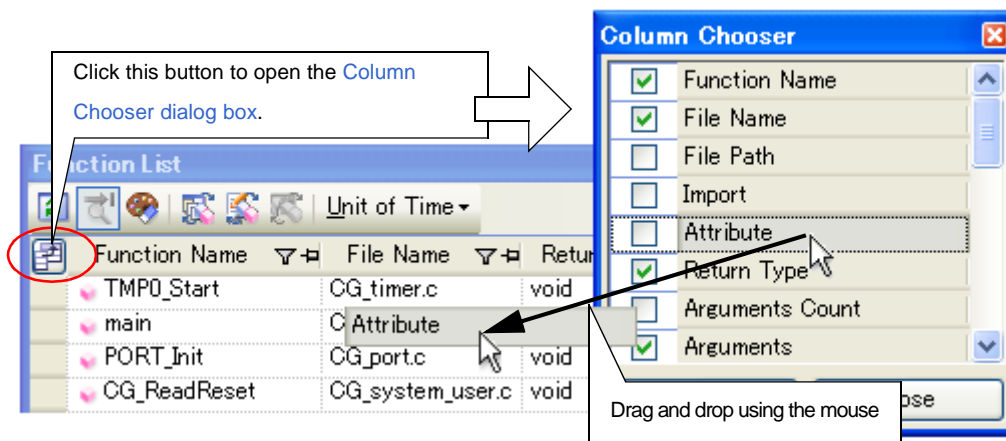 Column Chooser
Click this button to open the Column
Chooser dialog box.
Function Name
File Name
File Path
Import
Attribute
Return Type
Arguments Count
Arguments
Function List
Unit of Time
Function Name File Name Retur
TMP0_Start CG_timer.c void
main C Attribute
PORT_Init CG_port.c void
CG_ReadReset CG_system_user.c void
Drag and drop using the mouse
ose